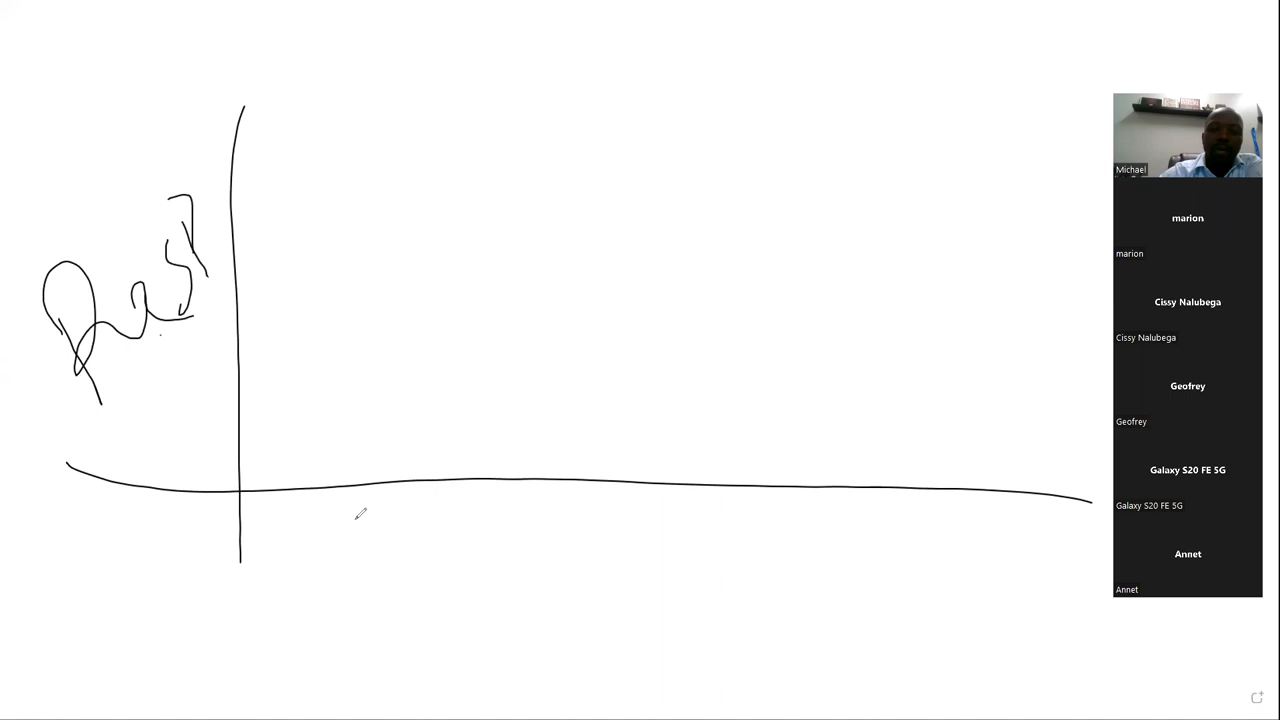 Past
Michael
marion
marion
Cissy Nalubega
Cissy Nalubega
Geofrey
Geofrey
Galaxy S20 FE 5G
Galaxy S20 FE 5G
Annet
Annet